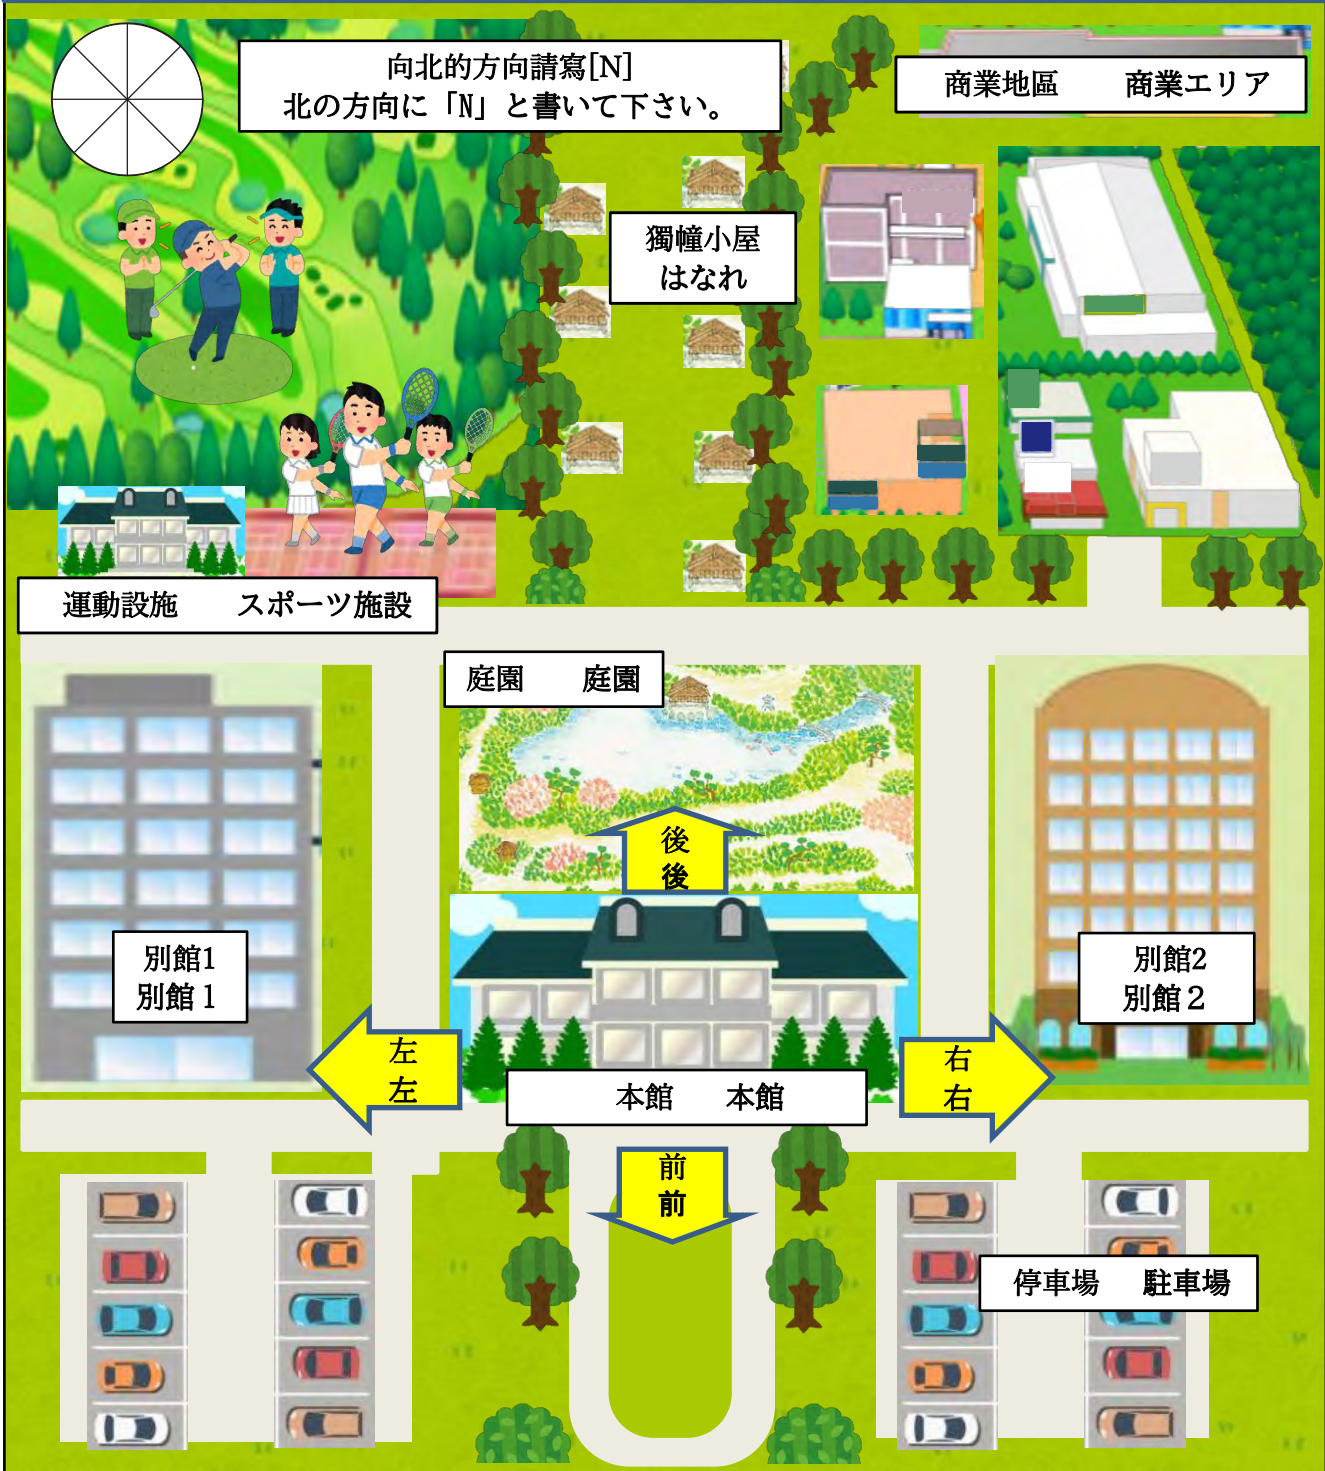 向北的方向請寫[N]
北の方向に「N」と書いて下さい。
商業地區　　商業エリア
獨幢小屋
はなれ
運動設施　　スポーツ施設
庭園　　庭園
後
後
別館1
別館１
別館2
別館２
左
左
右
右
本館　　本館
前
前
停車場　　駐車場